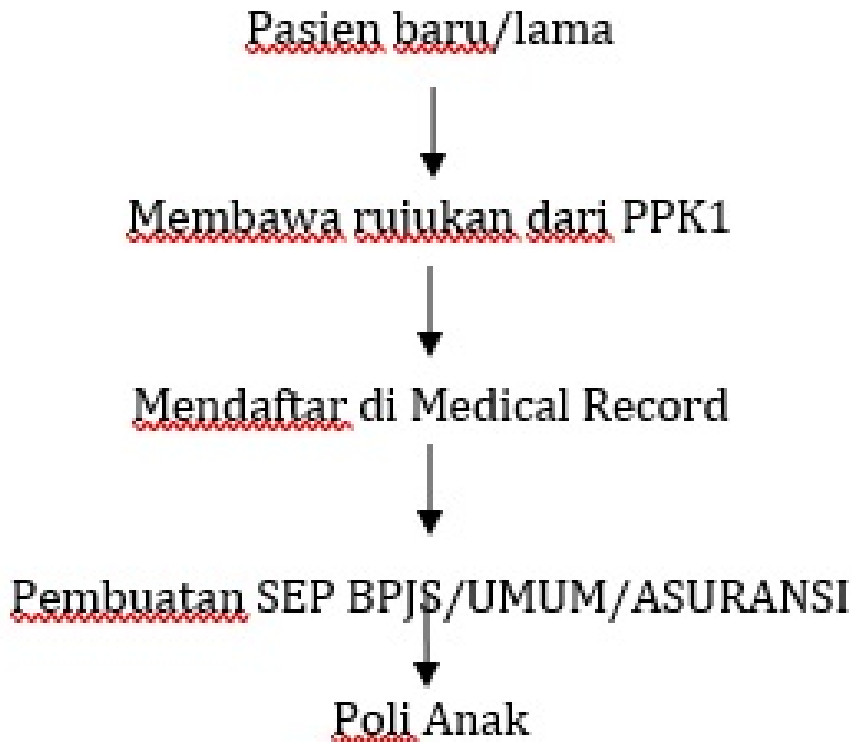 Pasien baru/lama
Membawa rujukan dari PPK1
Mendaftar di Medical Record
Pembuatan SEP BPJS/UMUM/ASURANSI
Poli Anak